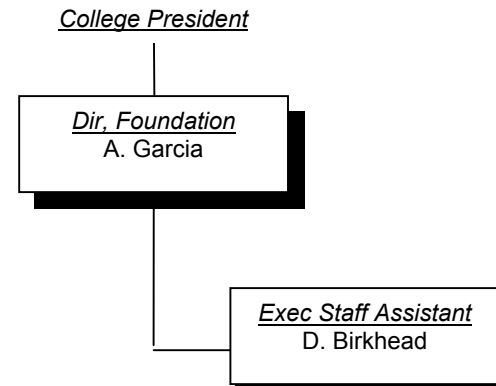 College President
Dir, Foundation
A. Garcia
Exec Staff Assistant
D. Birkhead